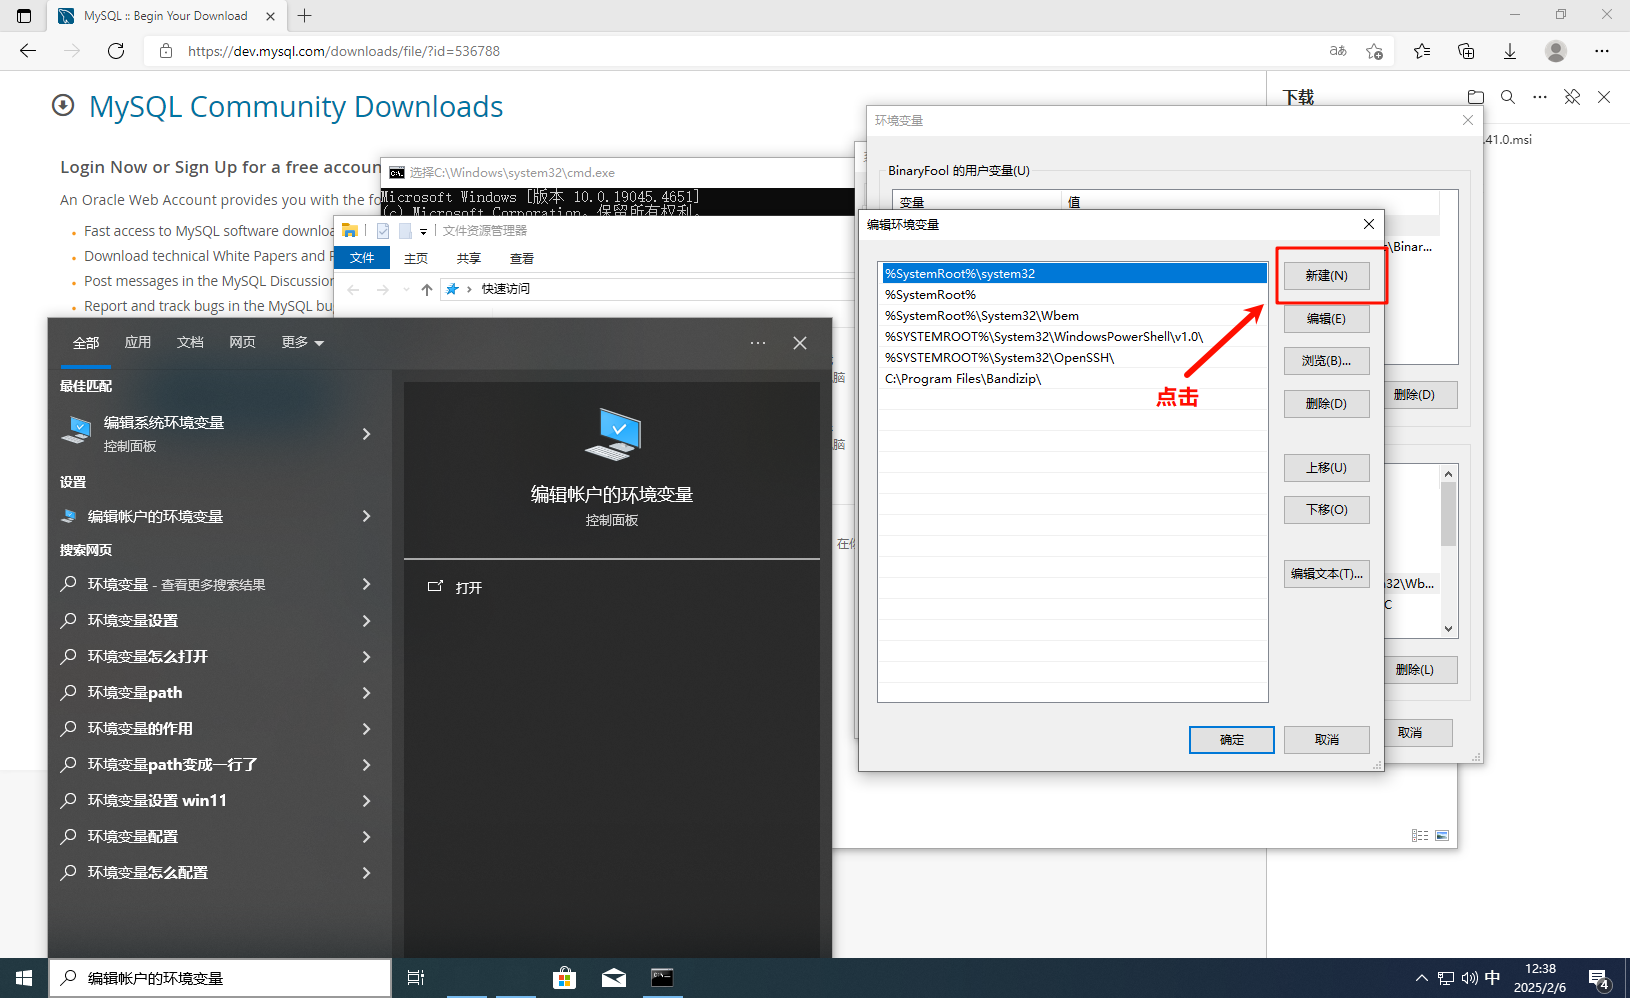 MySQL :: Begin Your Download
https://dev.mysql.com/downloads/file/?id=536788
MySQL Community Downloads
Login Now or Sign Up for a free accoun
An Oracle Web Account provides you with the fo
Fast access to MySQL software downloa
Download technical White Papers and P
Post messages in the MySQL Discussion
Report and track bugs in the MySQL bu
下载
.41.0.msi
选择C:\Windows\system32\cmd.exe
Microsoft Windows [版本 10.0.19045.4651]
(c) Microsoft Corporation。保留所有权利。
文件资源管理器
文件
主页
共享
查看
快速访问
脑
脑
环境变量
BinaryFool 的用户变量(U)
变量
值
\Binar...
删除(D)
32\Wb...
C
删除(L)
取消
编辑环境变量
%SystemRoot%\system32
%SystemRoot%
%SystemRoot%\System32\Wbem
%SYSTEMROOT%\System32\WindowsPowerShell\v1.0\
%SYSTEMROOT%\System32\OpenSSH\
C:\Program Files\Bandizip\
新建(N)
编辑(E)
浏览(B)...
删除(D)
上移(U)
下移(O)
编辑文本(T)...
确定
取消
点击
全部
应用
文档
网页
更多
最佳匹配
编辑系统环境变量
控制面板
设置
编辑帐户的环境变量
搜索网页
环境变量 - 查看更多搜索结果
环境变量设置
环境变量怎么打开
环境变量path
环境变量的作用
环境变量path变成一行了
环境变量设置 win11
环境变量配置
环境变量怎么配置
编辑帐户的环境变量
控制面板
打开
编辑帐户的环境变量
中
12:38
2025/2/6
4